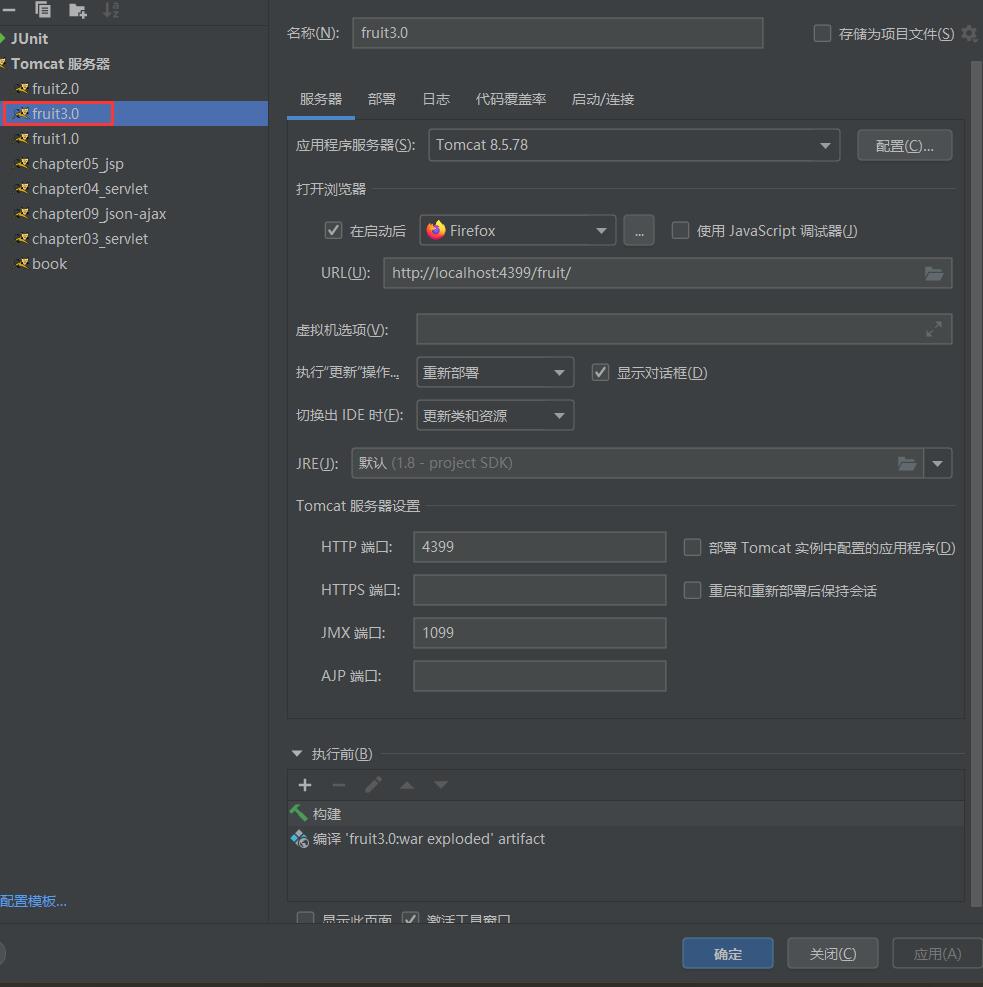 JUnit
Tomcat 服务器
fruit2.0
fruit3.0
fruit1.0
chapter05_jsp
chapter04_servlet
chapter09_json-ajax
chapter03_servlet
book
配置模板...
名称(N): fruit3.0 存储为项目文件(S)
服务器 部署 日志 代码覆盖率 启动/连接
应用程序服务器(S): Tomcat 8.5.78 配置(C)...
打开浏览器
在启动后 Firefox ... 使用 JavaScript 调试器(J)
URL(U): http://localhost:4399/fruit/
虚拟机选项(V):
执行“更新”操作... 重新部署 显示对话框(D)
切换出 IDE 时(F): 更新类和资源
JRE(J): 默认 (1.8 - project SDK)
Tomcat 服务器设置
HTTP 端口: 4399 部署 Tomcat 实例中配置的应用程序(D)
HTTPS 端口: 重启和重新部署后保持会话
JMX 端口: 1099
AJP 端口:
执行前(B)
构建
编译 'fruit3.0:war exploded' artifact
显示此页面 激活工具窗口
确定 关闭(C) 应用(A)